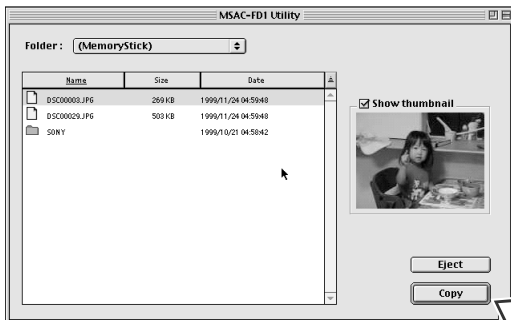 MSAC-FD1 Utility
Folder : (MemoryStick)
Name Size Date
DSC00003.JPG 269 KB 1999/11/24 04:59:48
DSC00029.JPG 503 KB 1999/11/24 04:59:48
SONY 1999/10/21 04:58:42
Show thumbnail
Eject
Copy